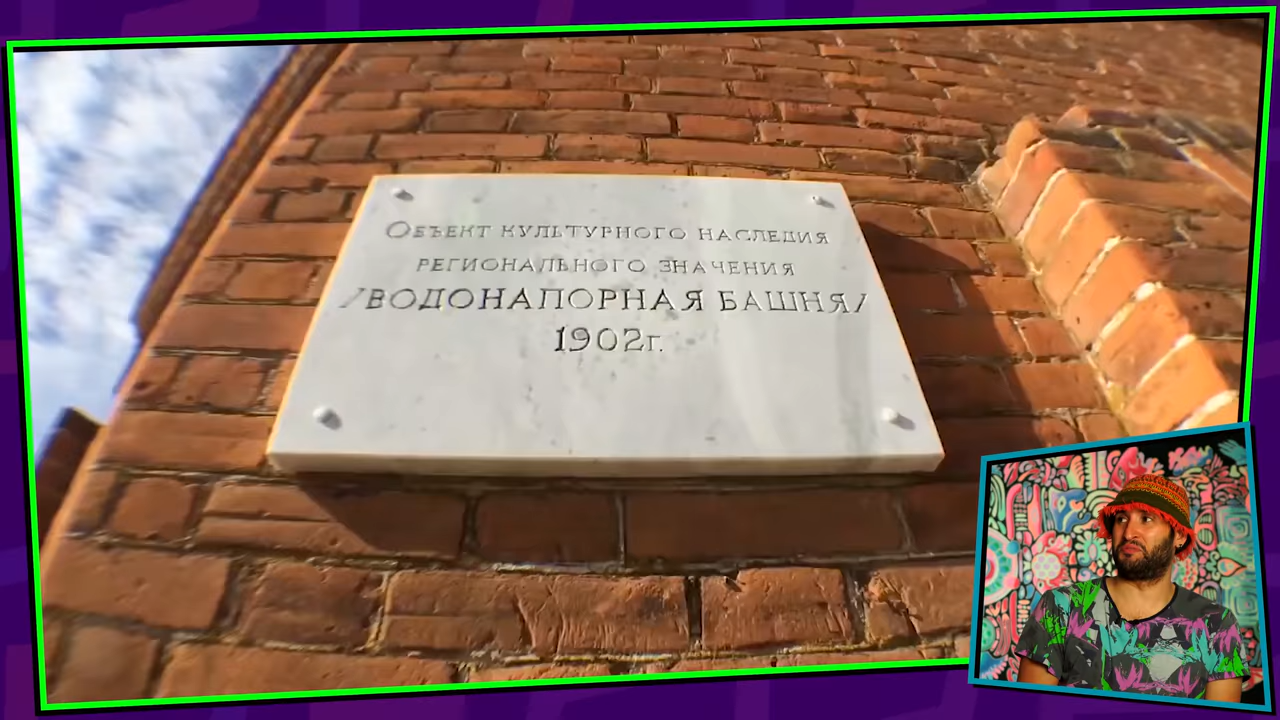 Объект культурного наследия
регионального значения
/ВОДОНАПОРНАЯ БАШНЯ/
1902г.